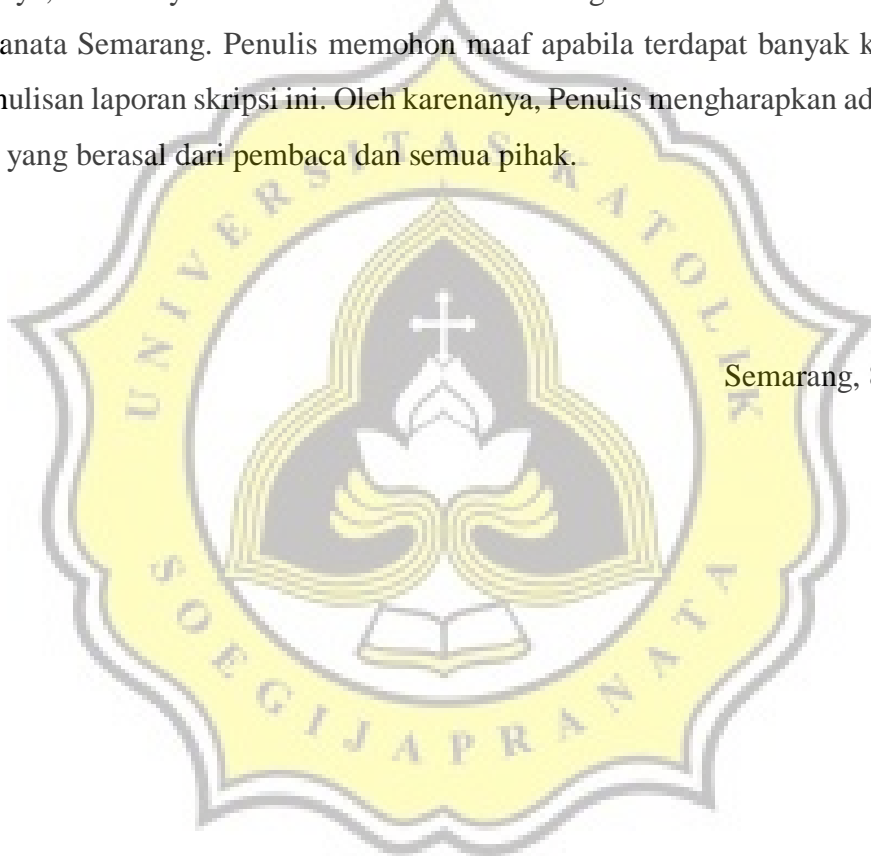 anata Semarang. Penulis memohon maaf apabila terdapat banyak k
nulisan laporan skripsi ini. Oleh karenanya, Penulis mengharapkan ad
yang berasal dari pembaca dan semua pihak.
UNIVERSITAS KATOLIK
Semarang,
SOEGIJAPRANATA